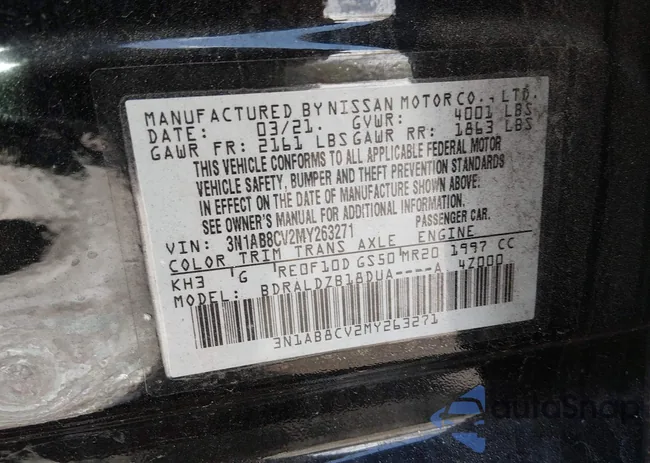 MANUFACTURED BY NISSAN MOTOR CO., LTD.
DATE: 03/21. GVWR: 4001 LBS
GAWR FR: 2161 LBS GAWR RR: 1863 LBS
THIS VEHICLE CONFORMS TO ALL APPLICABLE FEDERAL MOTOR
VEHICLE SAFETY, BUMPER AND THEFT PREVENTION STANDARDS
IN EFFECT ON THE DATE OF MANUFACTURE SHOWN ABOVE.
SEE OWNER'S MANUAL FOR ADDITIONAL INFORMATION.
VIN: 3N1AB8CV2MY263271 PASSENGER CAR.
COLOR TRIM TRANS AXLE ENGINE
KH3 G RE0F10D GS50 MR20 1997 CC
MODEL: BDRALDZB18DUA----A 4Z000
3N1AB8CV2MY263271
autoShop